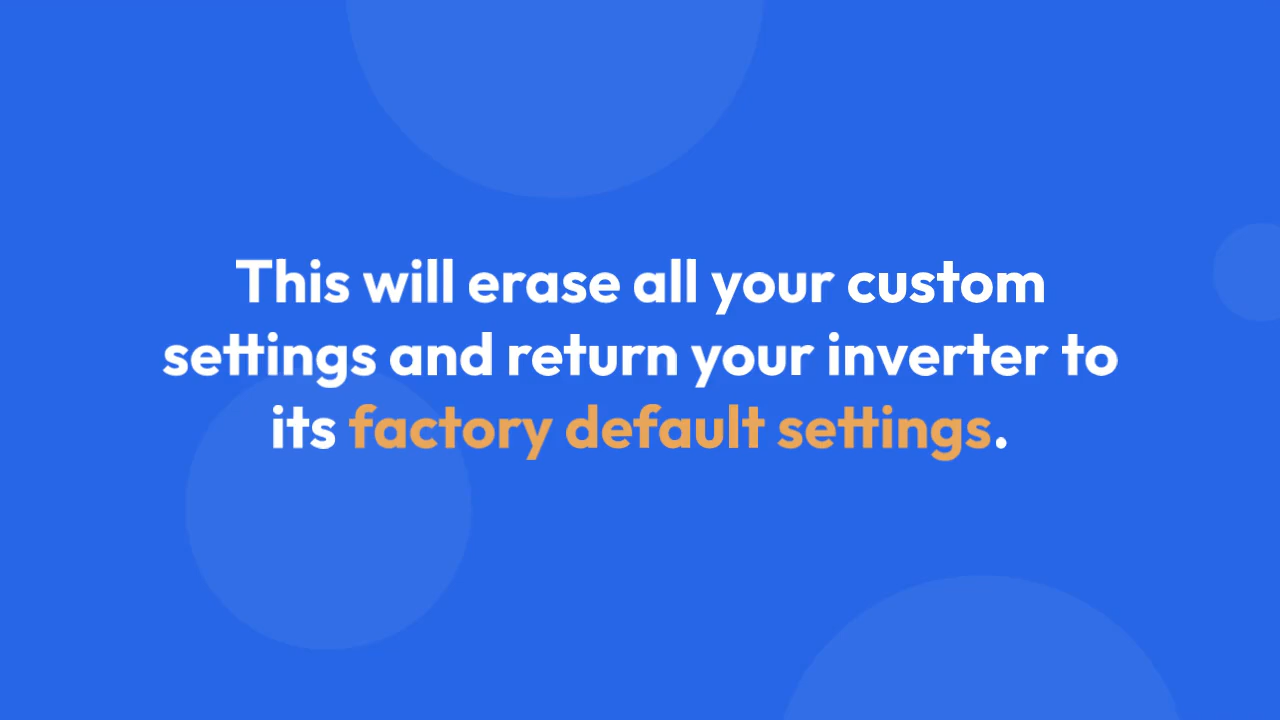 This will erase all your custom
settings and return your inverter to
its factory default settings.